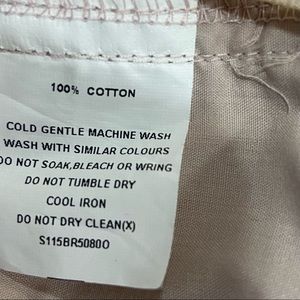 100% COTTON
COLD GENTLE MACHINE WASH
WASH WITH SIMILAR COLOURS
DO NOT SOAK,BLEACH OR WRING
DO NOT TUMBLE DRY
COOL IRON
DO NOT DRY CLEAN(X)
S115BR5080O